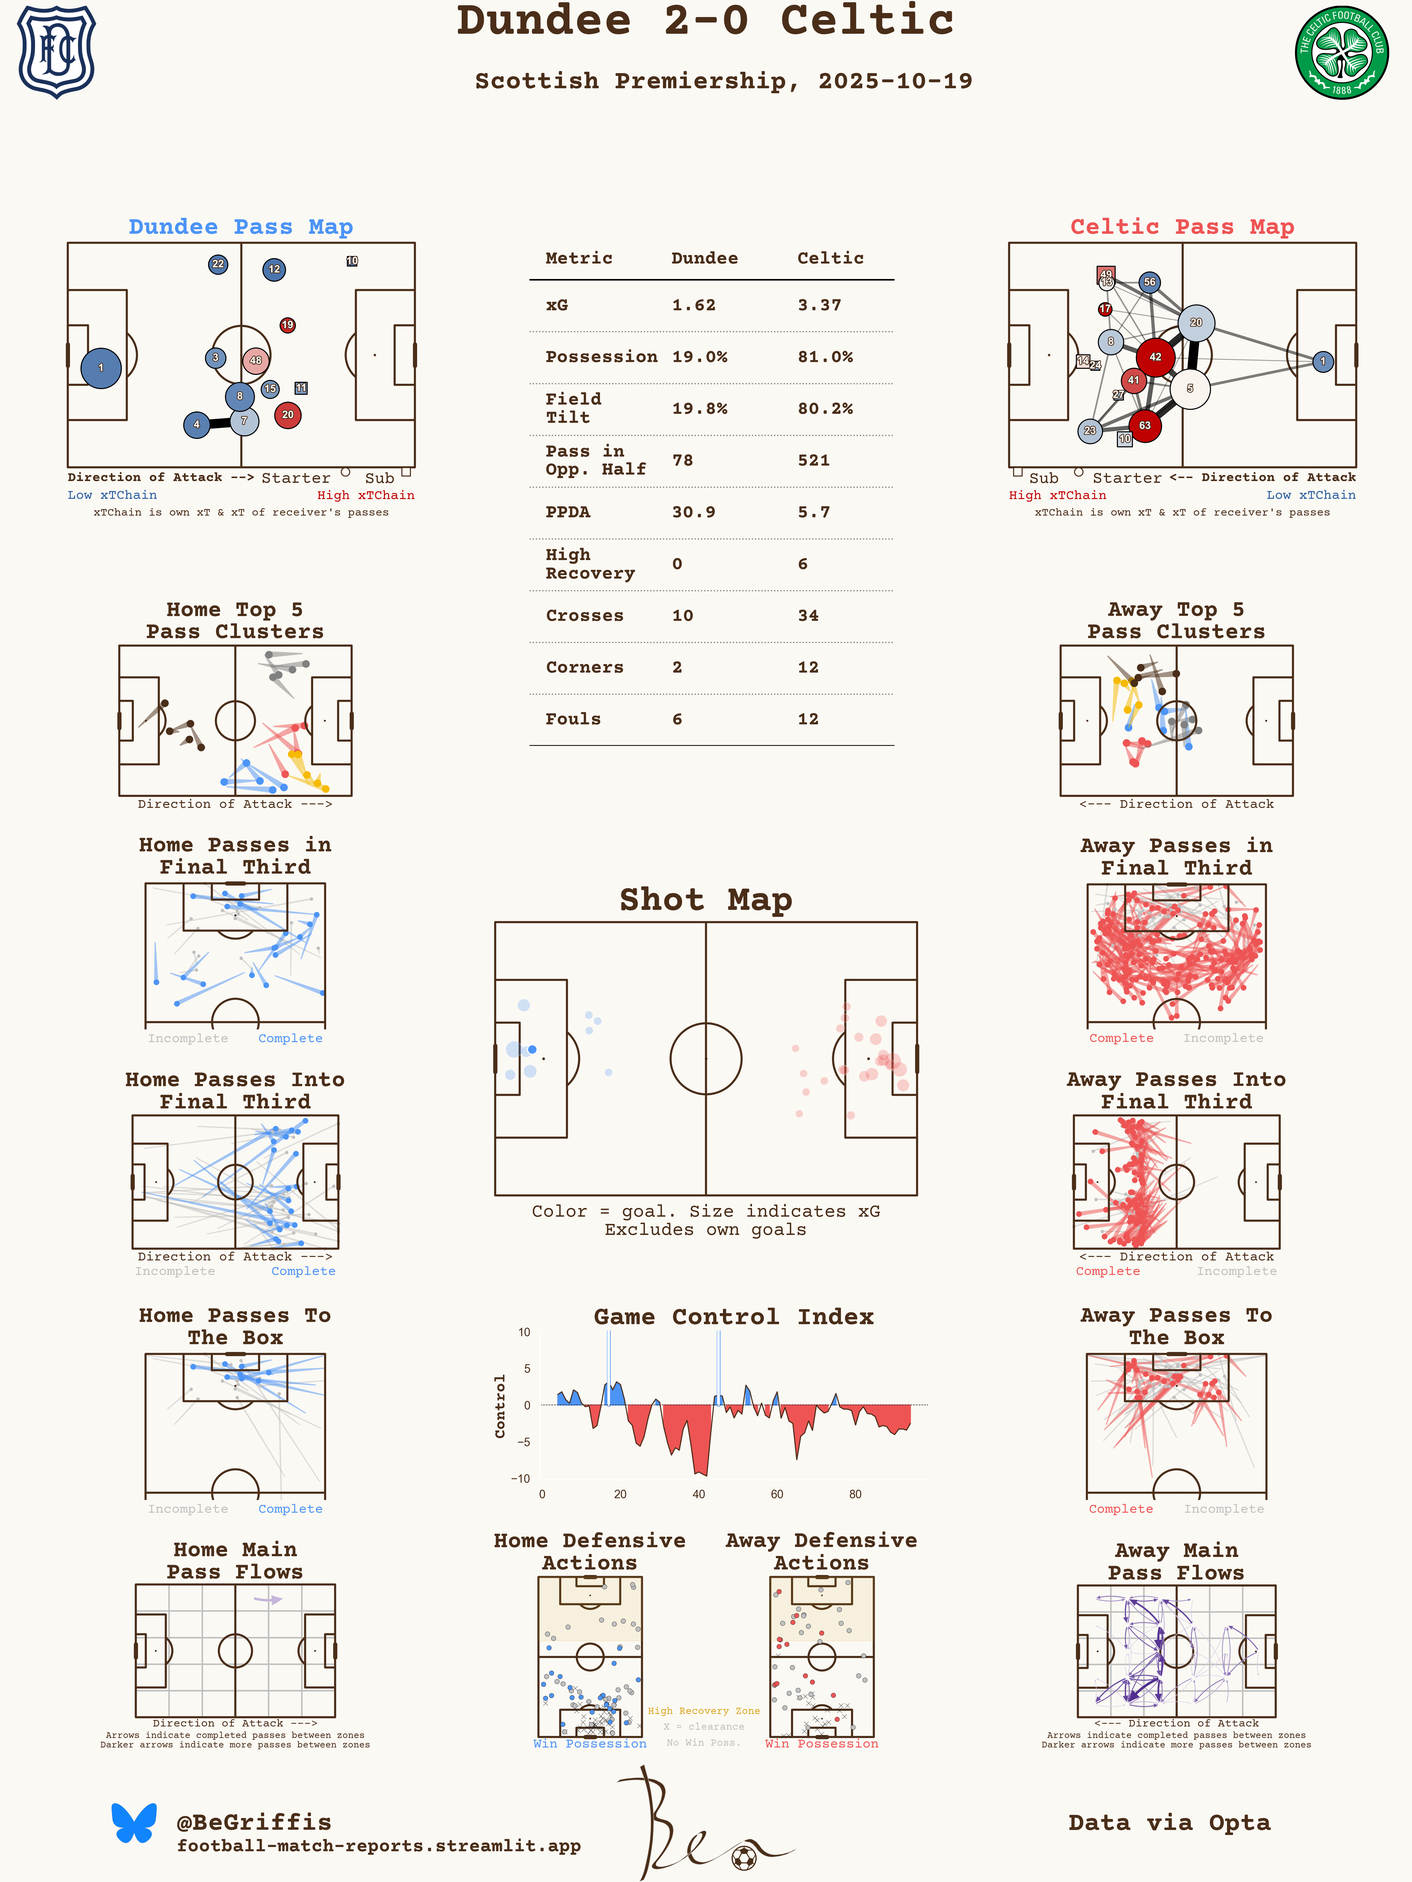 Dundee 2-0 Celtic
Scottish Premiership, 2025-10-19
THE CELTIC FOOTBALL CLUB
1888
Dundee Pass Map
22
12
10
19
3
48
1
15
11
8
20
4
7
Direction of Attack --> Starter Sub
Low xTChain High xTChain
xTChain is own xT & xT of receiver's passes
Metric Dundee Celtic
xG 1.62 3.37
Possession 19.0% 81.0%
Field
Tilt 19.8% 80.2%
Pass in
Opp. Half 78 521
PPDA 30.9 5.7
High
Recovery 0 6
Crosses 10 34
Corners 2 12
Fouls 6 12
Celtic Pass Map
49
13
56
17
20
8
42
14
24
1
41
5
27
23
63
10
Sub Starter <-- Direction of Attack
High xTChain Low xTChain
xTChain is own xT & xT of receiver's passes
Home Top 5
Pass Clusters
Direction of Attack --->
Away Top 5
Pass Clusters
<--- Direction of Attack
Home Passes in
Final Third
Incomplete Complete
Away Passes in
Final Third
Complete Incomplete
Shot Map
Color = goal. Size indicates xG
Excludes own goals
Home Passes Into
Final Third
Direction of Attack --->
Incomplete Complete
Away Passes Into
Final Third
<--- Direction of Attack
Complete Incomplete
Home Passes To
The Box
Incomplete Complete
Game Control Index
Control
10
5
0
−5
−10
0 20 40 60 80
Away Passes To
The Box
Complete Incomplete
Home Main
Pass Flows
Direction of Attack --->
Arrows indicate completed passes between zones
Darker arrows indicate more passes between zones
Home Defensive
Actions
Win Possession
High Recovery Zone
X = clearance
No Win Poss.
Away Defensive
Actions
Win Possession
Away Main
Pass Flows
<--- Direction of Attack
Arrows indicate completed passes between zones
Darker arrows indicate more passes between zones
@BeGriffis
football-match-reports.streamlit.app
Ben
Data via Opta